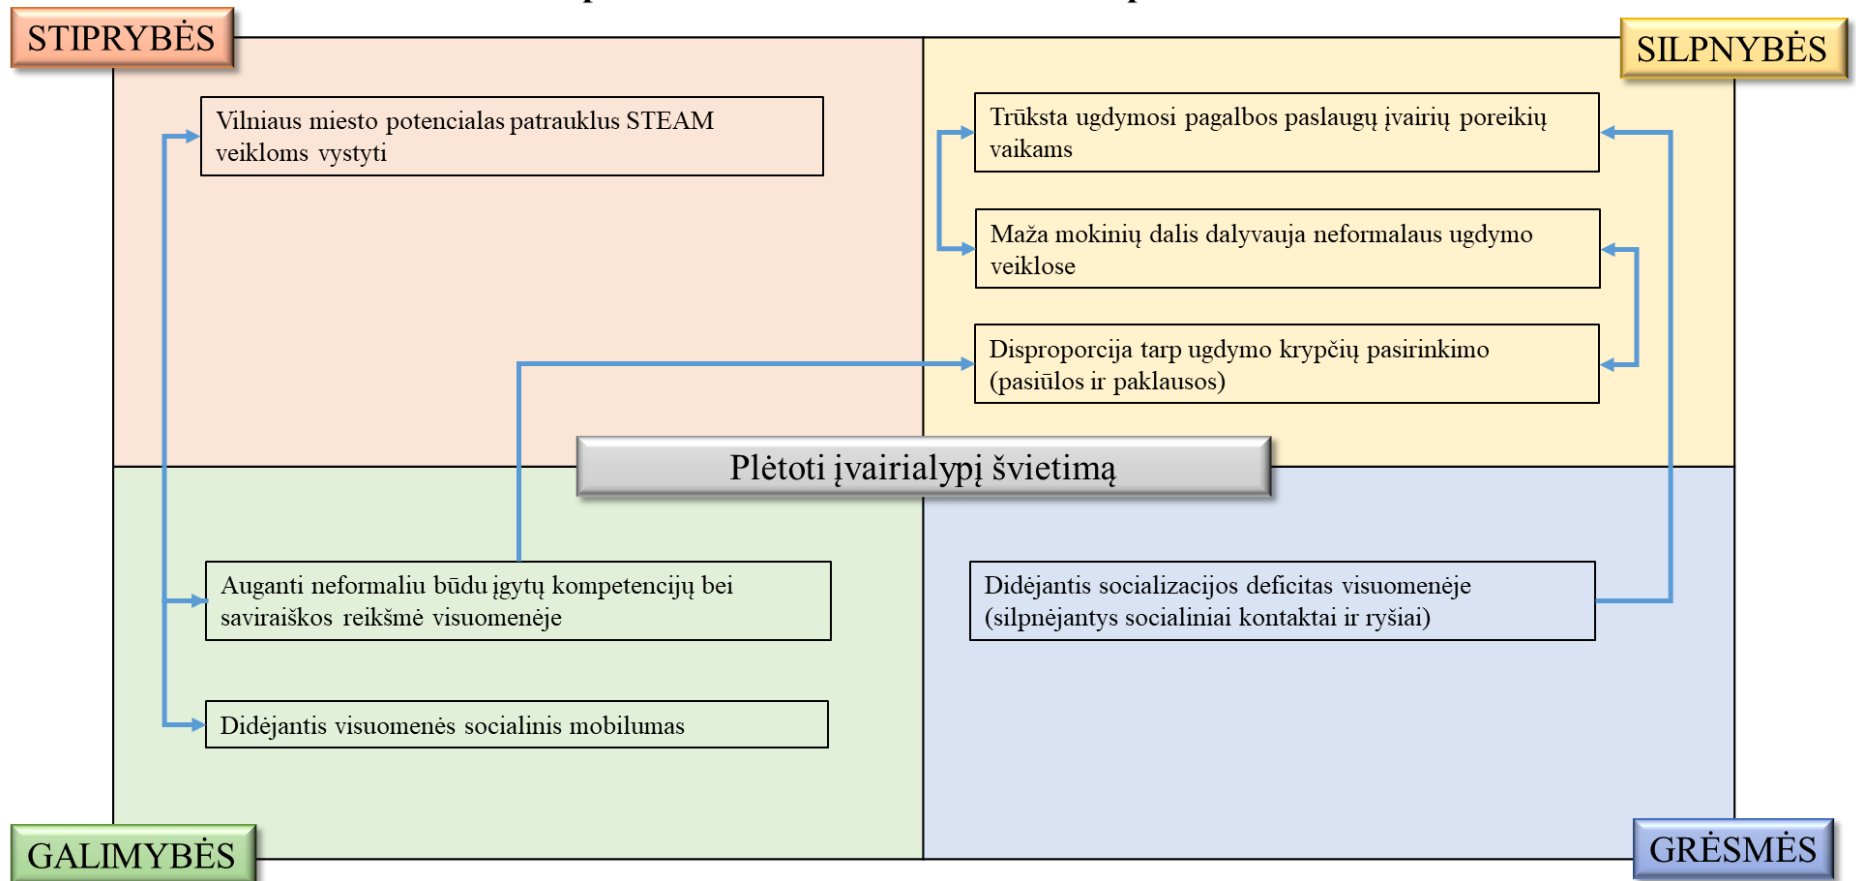 STIPRYBĖS
SILPNYBĖS
Vilniaus miesto potencialas patrauklus STEAM
veikloms vystyti
Trūksta ugdymosi pagalbos paslaugų įvairių poreikių
vaikams
Maža mokinių dalis dalyvauja neformalaus ugdymo
veiklose
Disproporcija tarp ugdymo krypčių pasirinkimo
(pasiūlos ir paklausos)
Plėtoti įvairialypį švietimą
Auganti neformaliu būdu įgytų kompetencijų bei
saviraiškos reikšmė visuomenėje
Didėjantis socializacijos deficitas visuomenėje
(silpnėjantys socialiniai kontaktai ir ryšiai)
Didėjantis visuomenės socialinis mobilumas
GALIMYBĖS
GRĖSMĖS